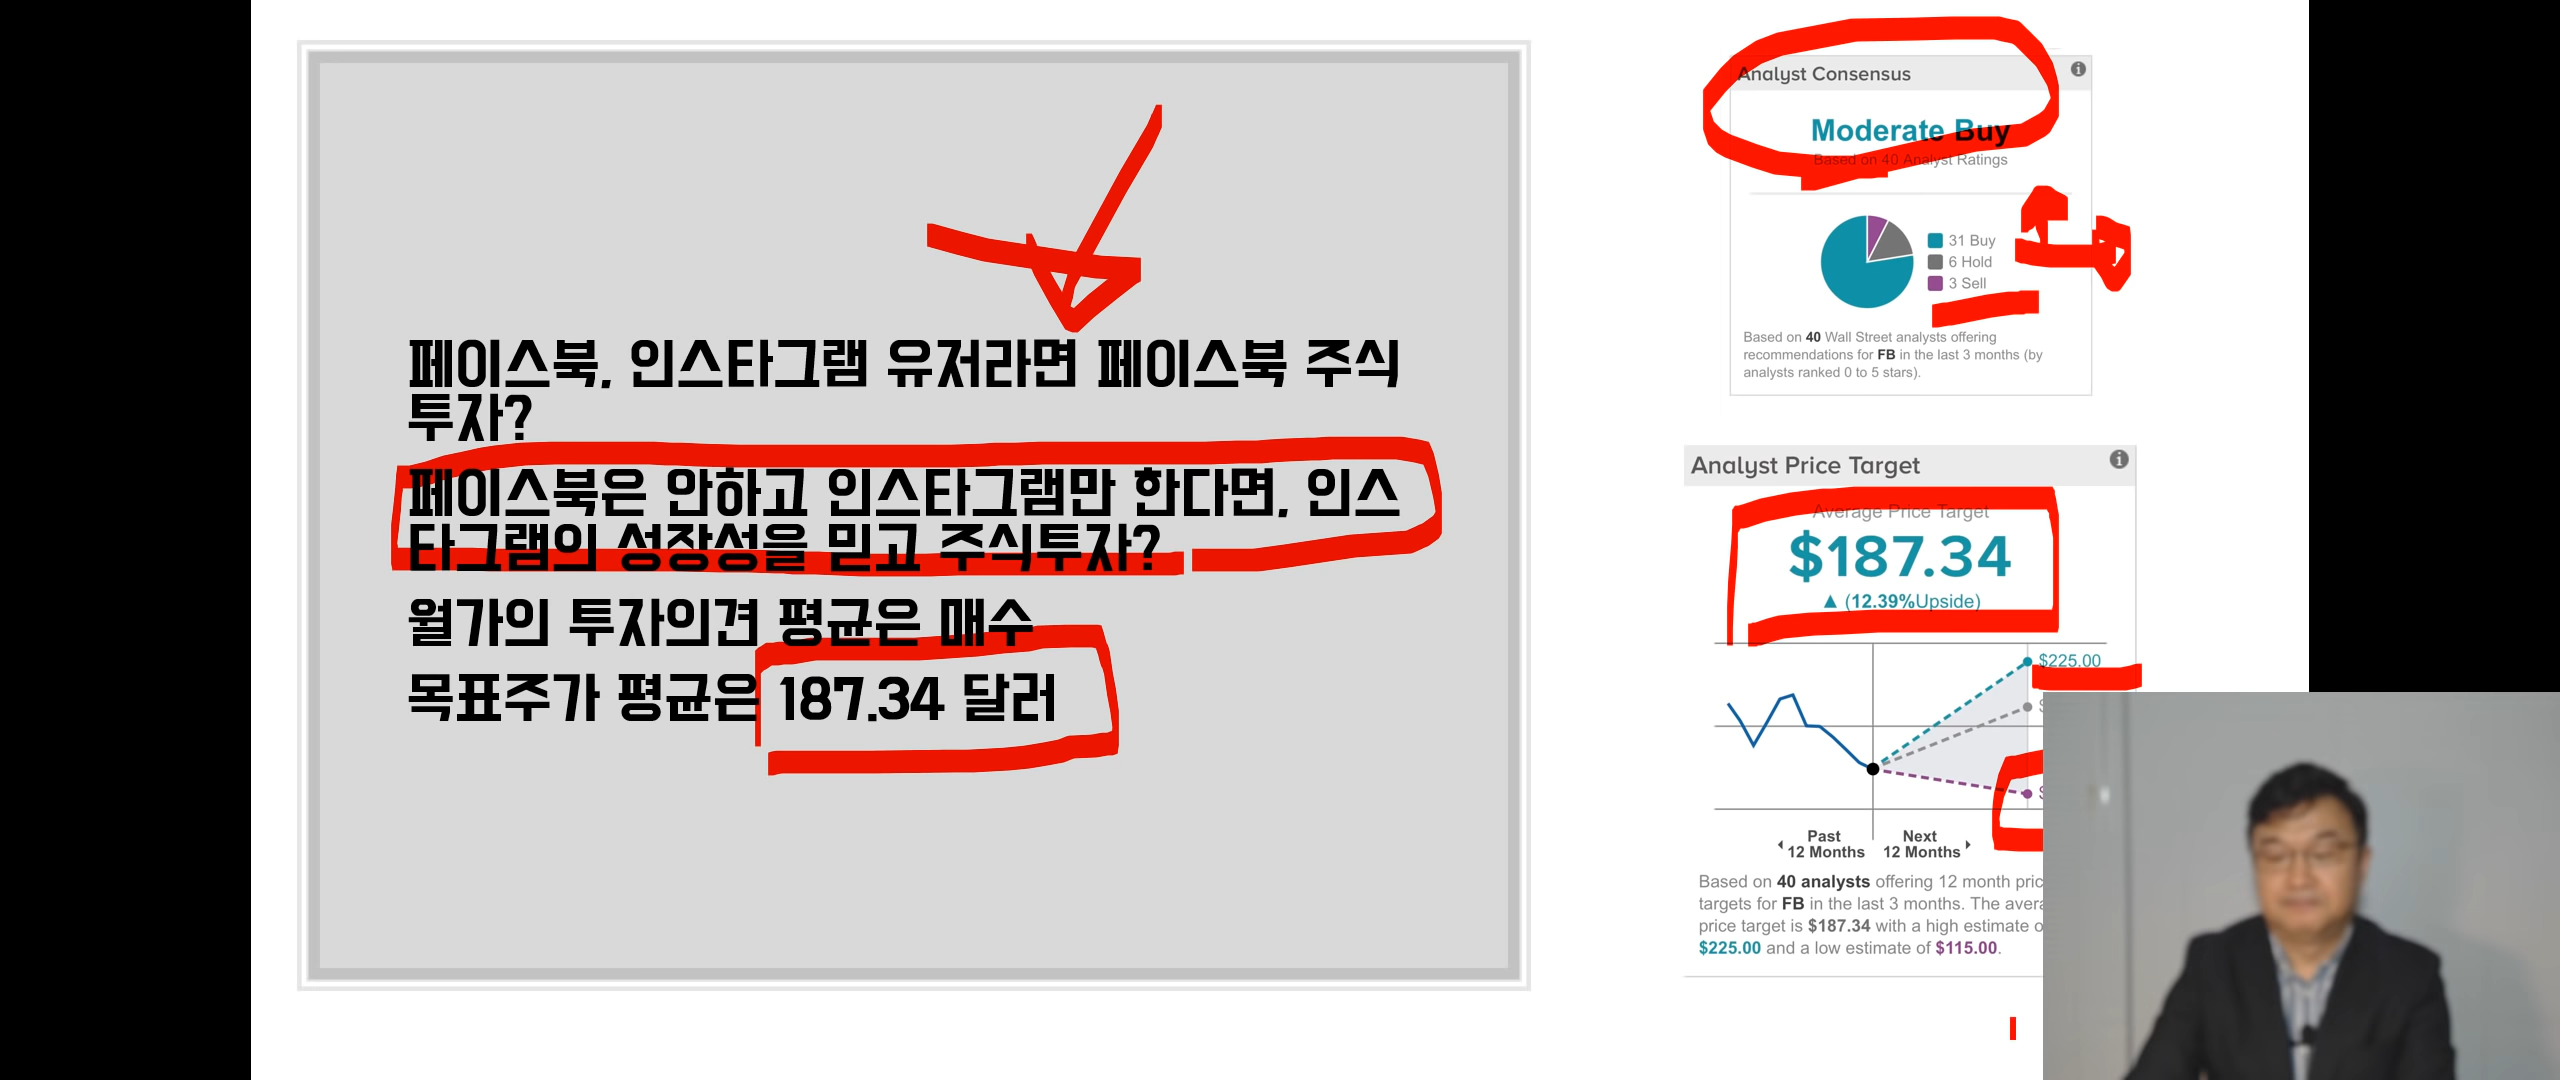 페이스북, 인스타그램 유저라면 페이스북 주식
투자?
페이스북은 안하고 인스타그램만 한다면, 인스
타그램의 성장성을 믿고 주식투자?
월가의 투자의견 평균은 매수
목표주가 평균은 187.34 달러
Analyst Consensus
Moderate Buy
Based on 40 Analyst Ratings
31 Buy
6 Hold
3 Sell
Based on 40 Wall Street analysts offering
recommendations for FB in the last 3 months (by
analysts ranked 0 to 5 stars).
Analyst Price Target
Average Price Target
$187.34
▲ (12.39%Upside)
$225.00
Past
12 Months
Next
12 Months
Based on 40 analysts offering 12 month
targets for FB in the last 3 months. The
price target is $187.34 with a high estimate
$225.00 and a low estimate of $115.00.